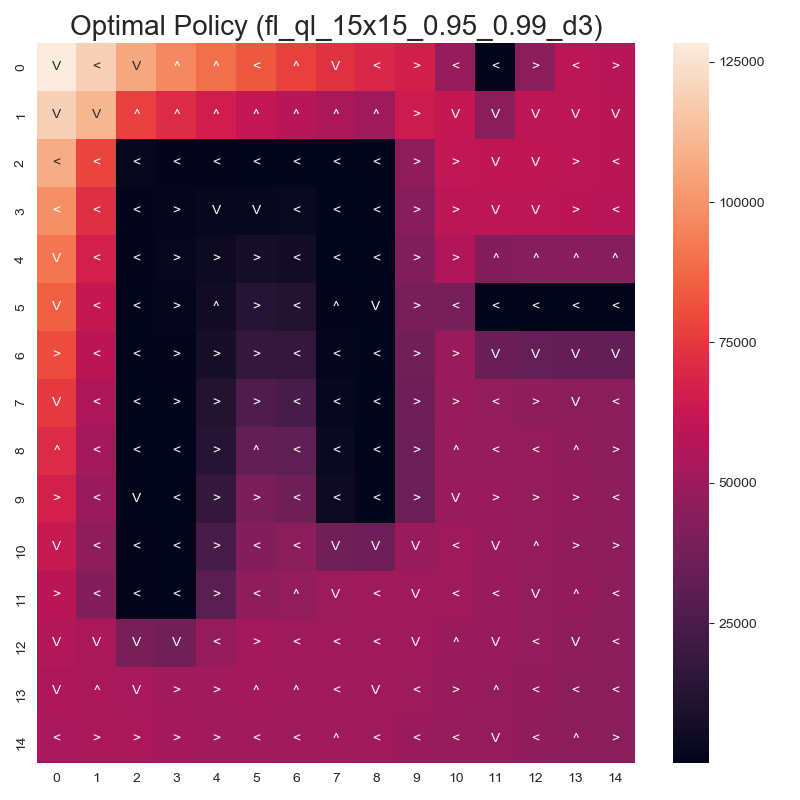 Optimal Policy (fl_ql_15x15_0.95_0.99_d3)
0 V < V ^ ^ < ^ V < > < < > < >
1 V V ^ ^ ^ ^ ^ ^ ^ > V V V V V
2 < < < < < < < < < > > V V > <
3 < < < > V V < < < > > V V > <
4 V < < > > > < < < > > ^ ^ ^ ^
5 V < < > ^ > < ^ V > < < < < <
6 > < < > > > < < < > > V V V V
7 V < < > > > < < < > > < > V <
8 ^ < < < > ^ < < < > ^ < < ^ >
9 > < V < > > < < < > V > > > <
10 V < < < > < < V V V < V ^ > >
11 > < < < > < ^ V < V < < V ^ <
12 V V V V < > < < < V ^ V < V <
13 V ^ V > > ^ ^ < V < > ^ < < <
14 < > > > > < < ^ < < < V < ^ >
0 1 2 3 4 5 6 7 8 9 10 11 12 13 14
125000
100000
75000
50000
25000